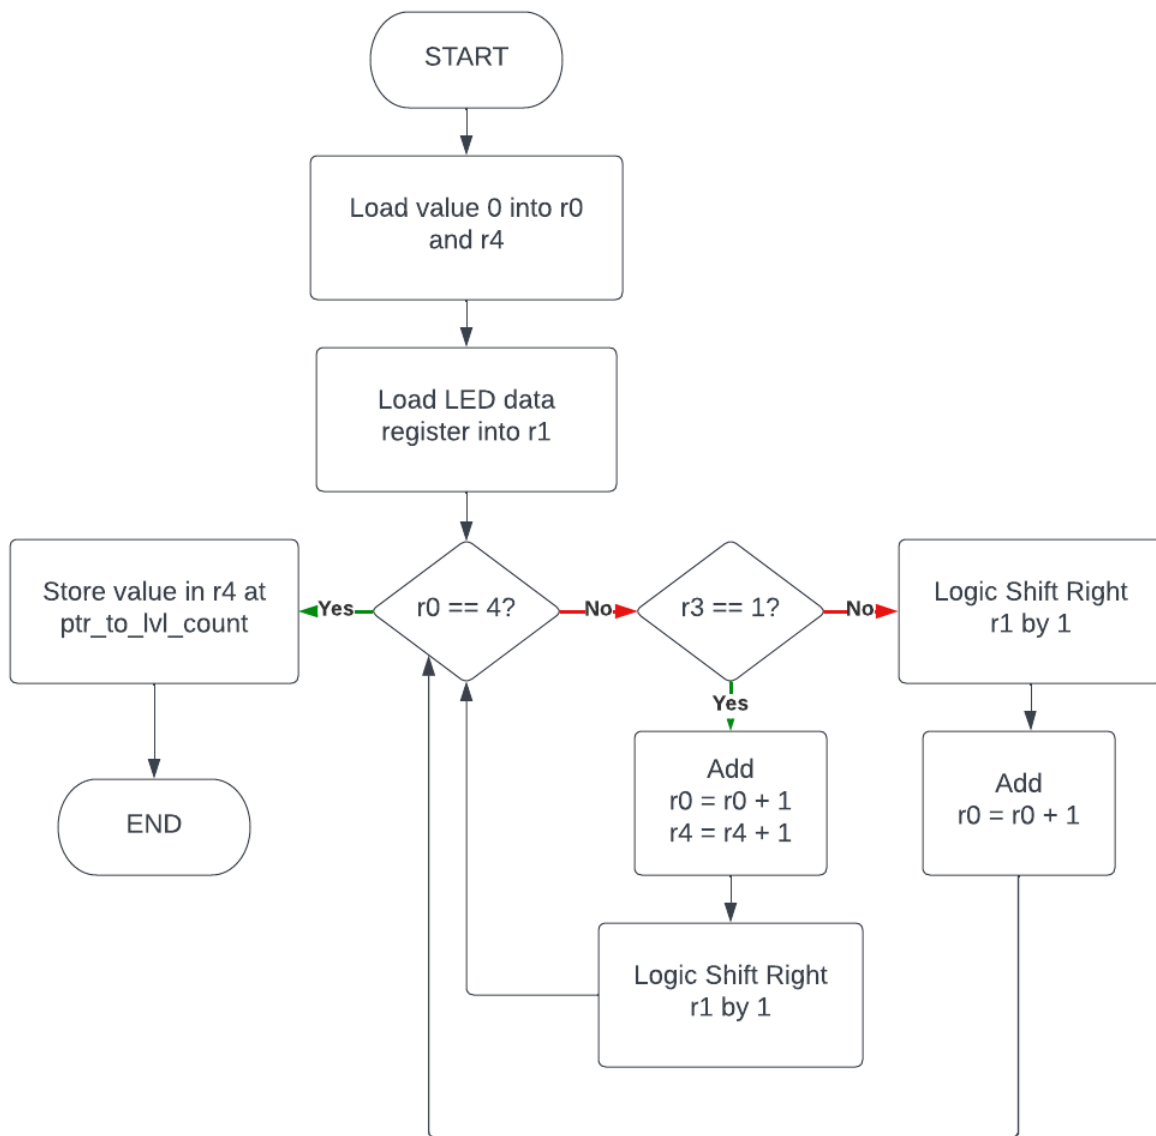 START
Load value 0 into r0
and r4
Load LED data
register into r1
r0 == 4?
Yes
Store value in r4 at
ptr_to_lvl_count
END
No
r3 == 1?
No
Logic Shift Right
r1 by 1
Add
r0 = r0 + 1
Yes
Add
r0 = r0 + 1
r4 = r4 + 1
Logic Shift Right
r1 by 1